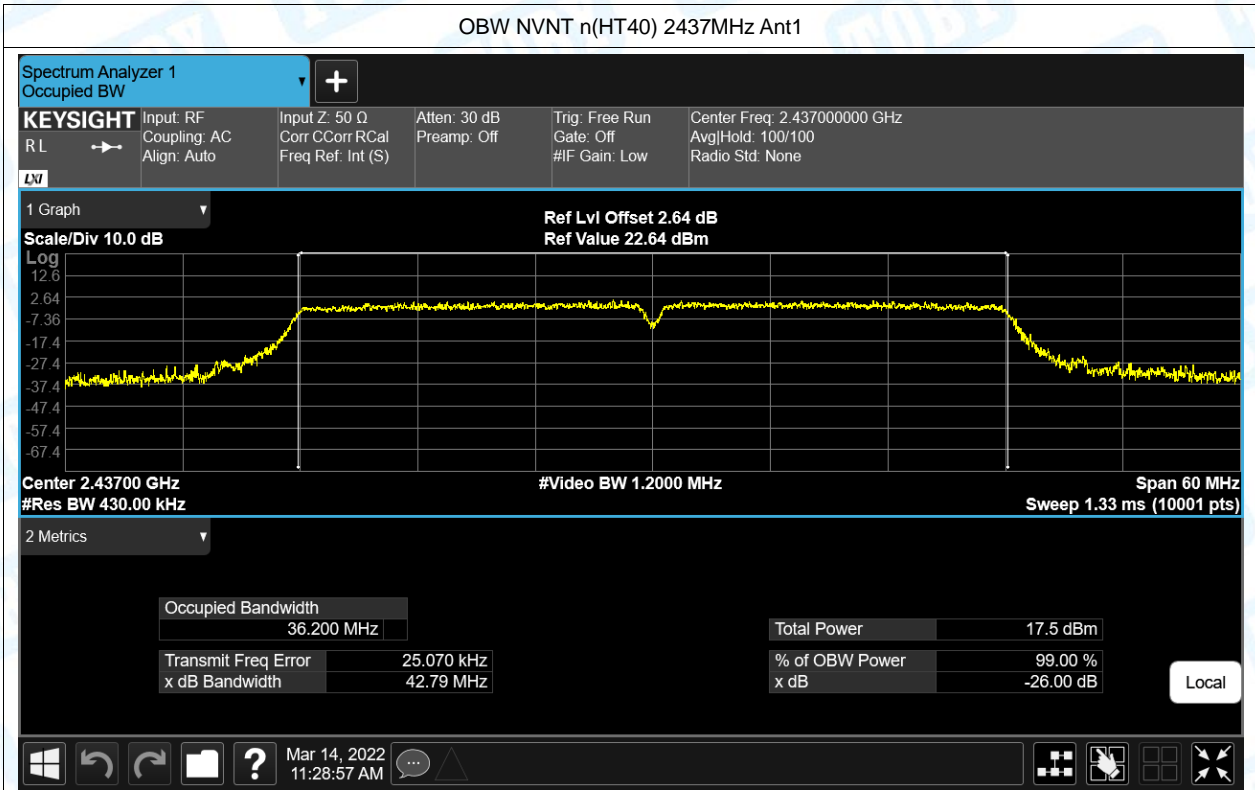 OBW NVNT n(HT40) 2437MHz Ant1
Spectrum Analyzer 1
Occupied BW
KEYSIGHT
R L
LXI
Input: RF
Coupling: AC
Align: Auto
Input Z: 50 Ω
Corr CCorr RCal
Freq Ref: Int (S)
Atten: 30 dB
Preamp: Off
Trig: Free Run
Gate: Off
#IF Gain: Low
Center Freq: 2.437000000 GHz
Avg|Hold: 100/100
Radio Std: None
1 Graph
Scale/Div 10.0 dB
Ref Lvl Offset 2.64 dB
Ref Value 22.64 dBm
Log
12.6
2.64
-7.36
-17.4
-27.4
-37.4
-47.4
-57.4
-67.4
Center 2.43700 GHz
#Video BW 1.2000 MHz
Span 60 MHz
#Res BW 430.00 kHz
Sweep 1.33 ms (10001 pts)
2 Metrics
Occupied Bandwidth
36.200 MHz
Total Power 17.5 dBm
Transmit Freq Error 25.070 kHz
% of OBW Power 99.00 %
x dB Bandwidth 42.79 MHz
x dB -26.00 dB
Local
?
Mar 14, 2022
11:28:57 AM